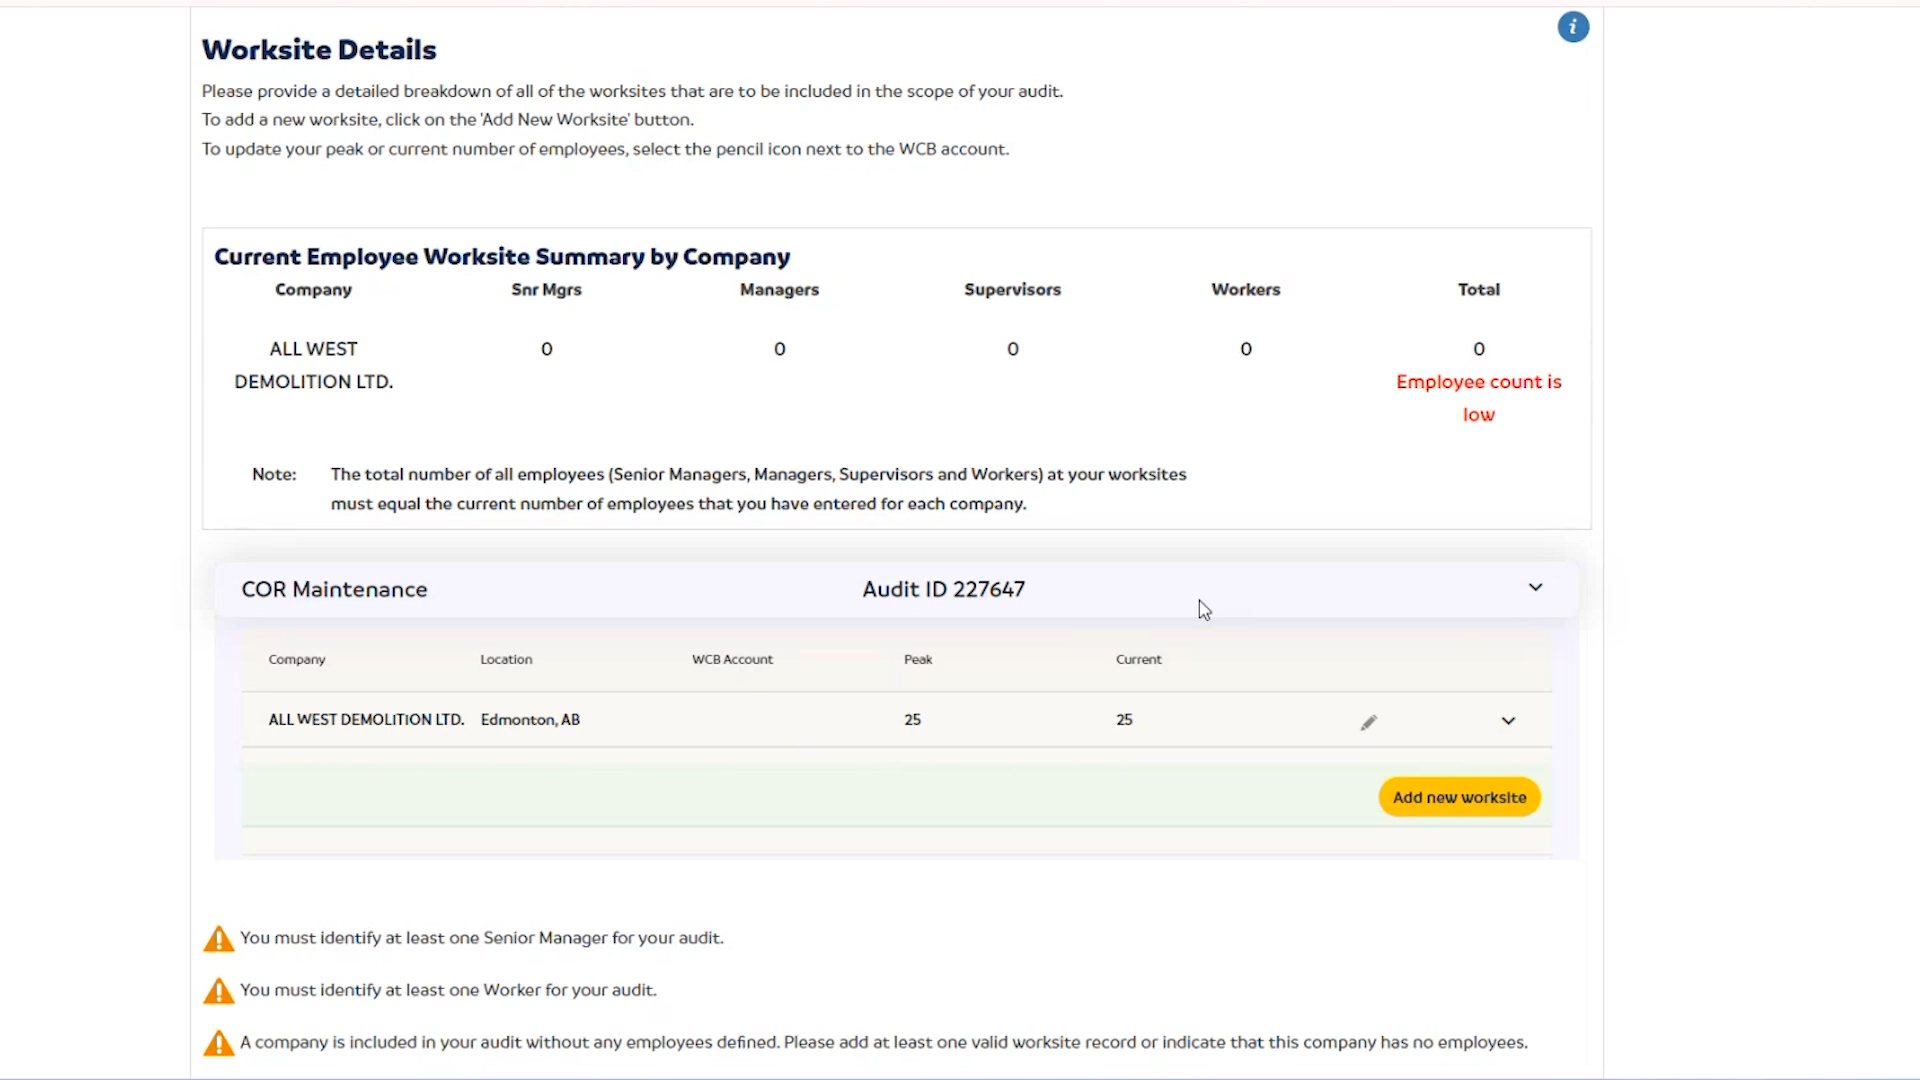 i
Worksite Details
Please provide a detailed breakdown of all of the worksites that are to be included in the scope of your audit.
To add a new worksite, click on the 'Add New Worksite' button.
To update your peak or current number of employees, select the pencil icon next to the WCB account.
Current Employee Worksite Summary by Company
Company Snr Mgrs Managers Supervisors Workers Total
ALL WEST 0 0 0 0 0
DEMOLITION LTD. Employee count is
low
Note: The total number of all employees (Senior Managers, Managers, Supervisors and Workers) at your worksites
must equal the current number of employees that you have entered for each company.
COR Maintenance Audit ID 227647
Company Location WCB Account Peak Current
ALL WEST DEMOLITION LTD. Edmonton, AB 25 25
Add new worksite
You must identify at least one Senior Manager for your audit.
You must identify at least one Worker for your audit.
A company is included in your audit without any employees defined. Please add at least one valid worksite record or indicate that this company has no employees.